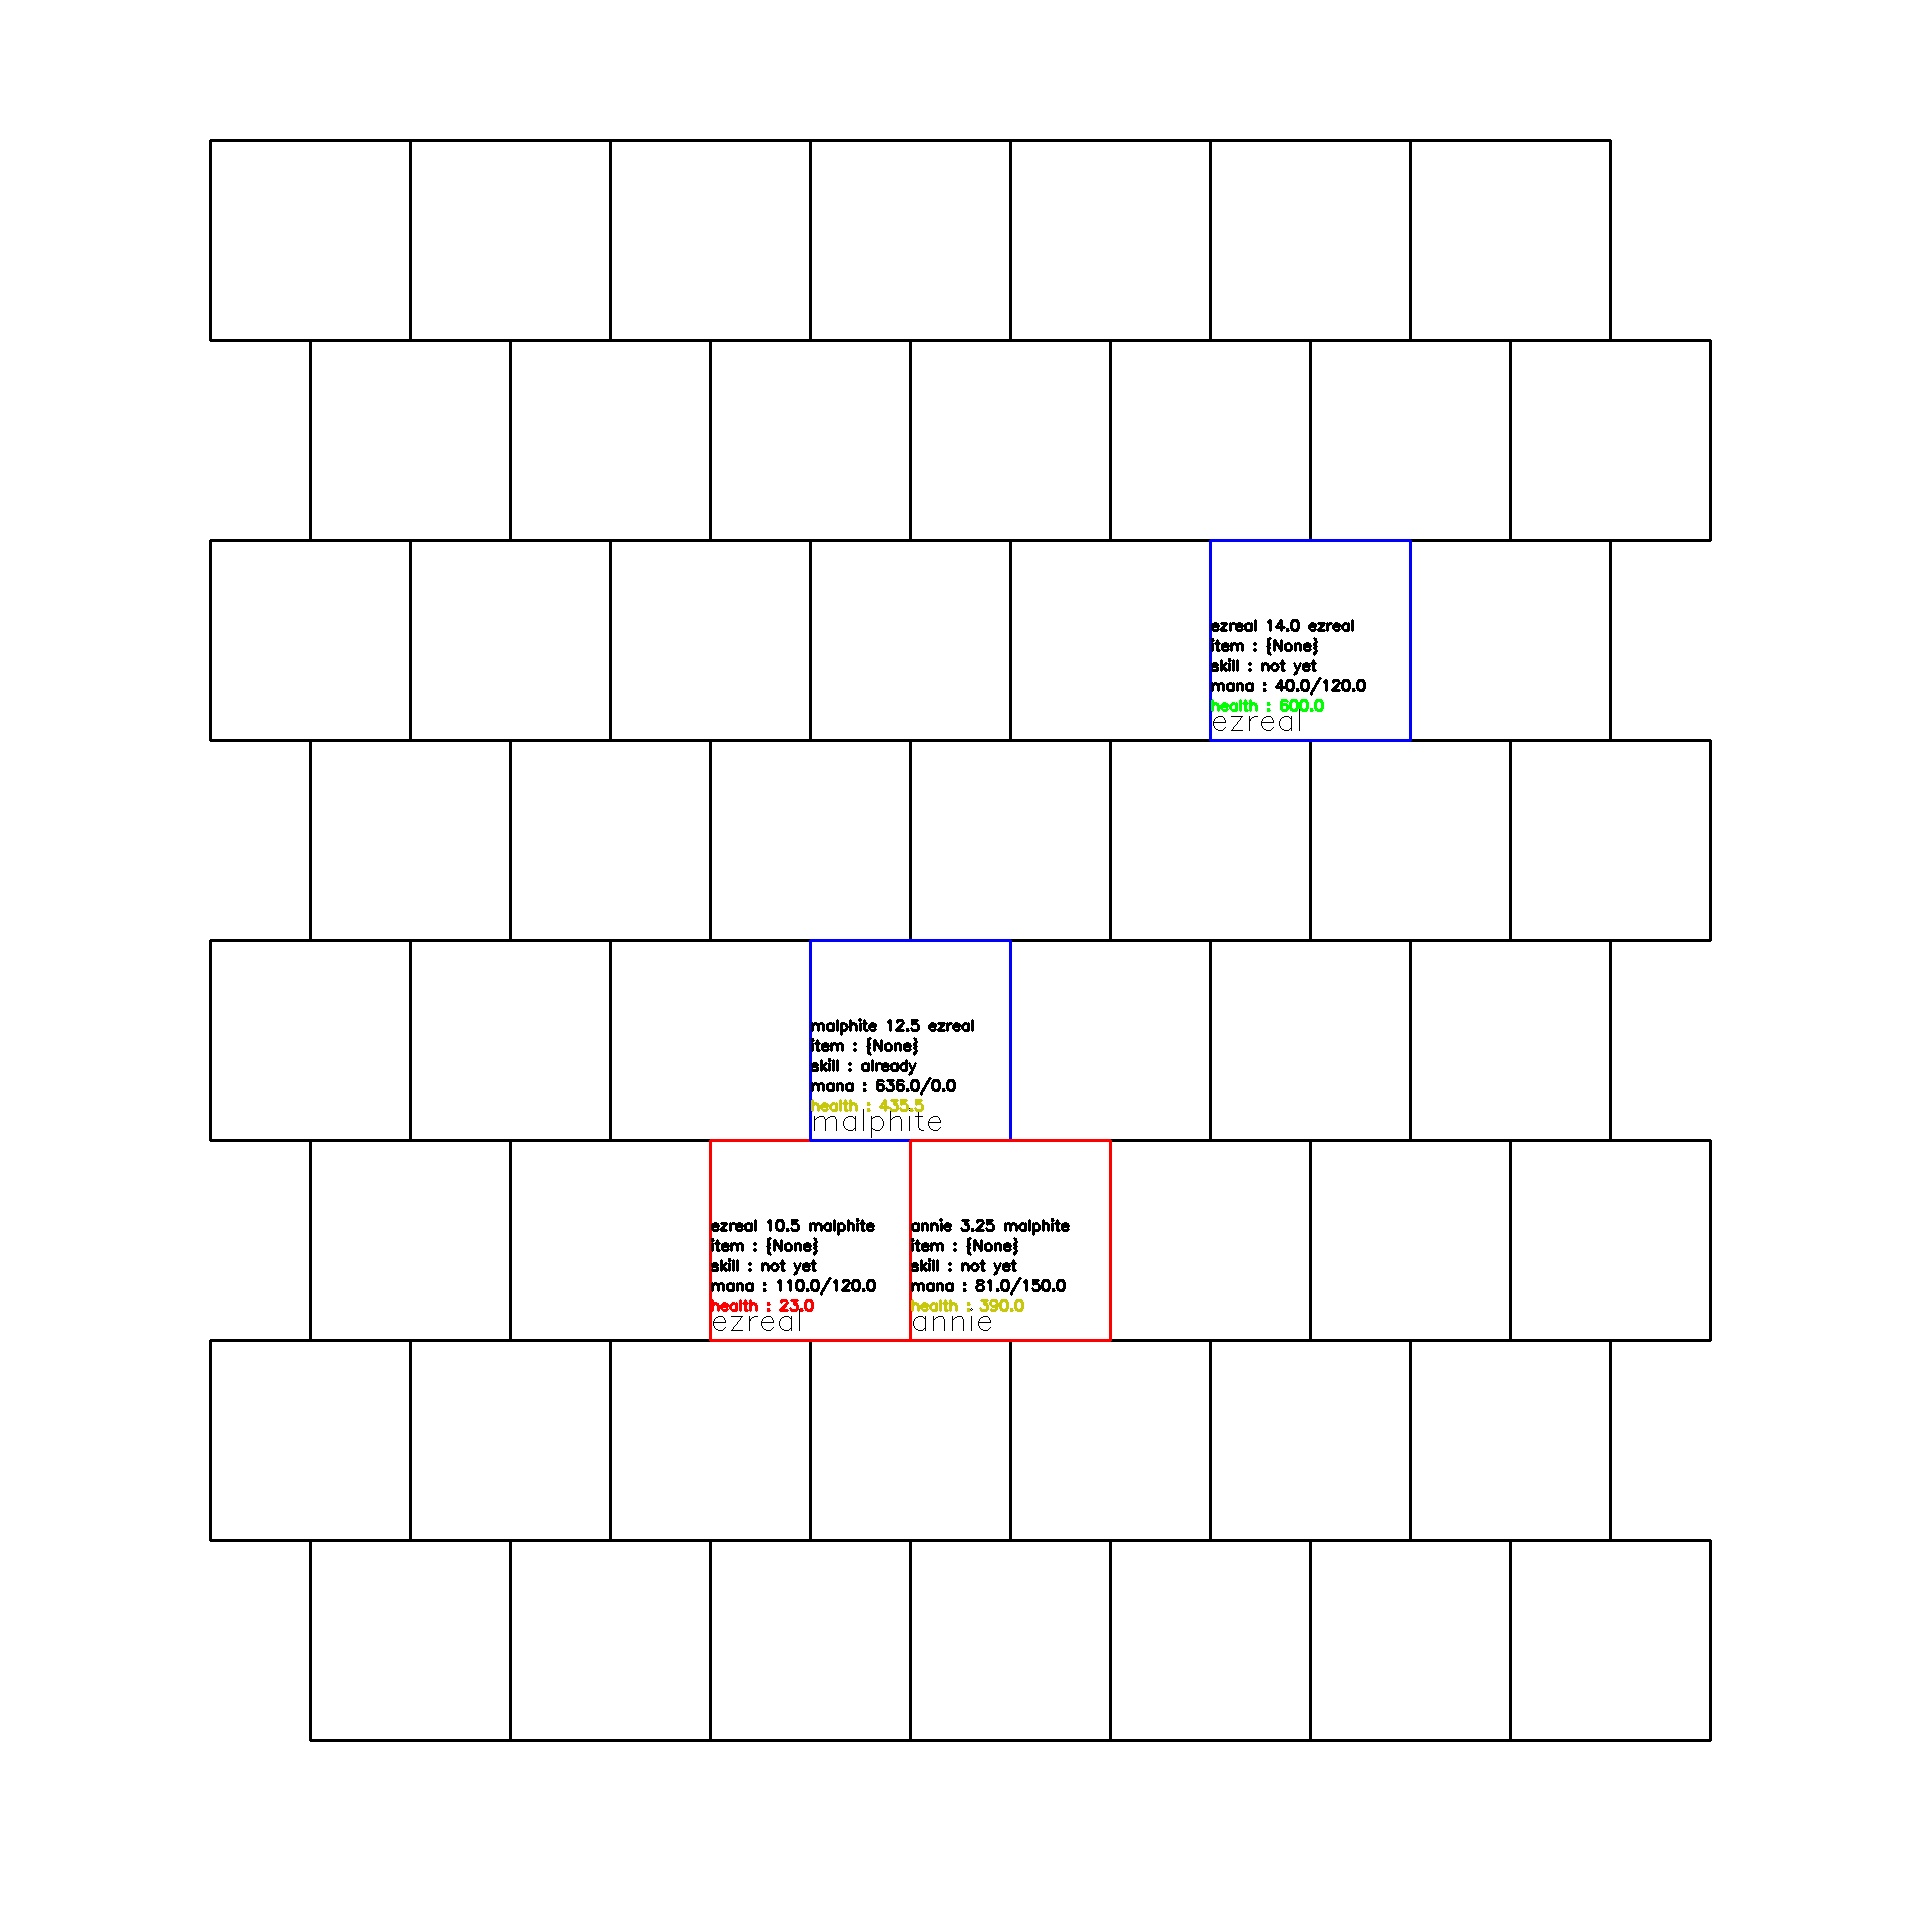 ezreal 14.0 ezreal
item : {None}
skill : not yet
mana : 40.0/120.0
health : 600.0
ezreal
malphite 12.5 ezreal
item : {None}
skill : already
mana : 636.0/0.0
health : 435.5
malphite
ezreal 10.5 malphite
item : {None}
skill : not yet
mana : 110.0/120.0
health : 23.0
ezreal
annie 3.25 malphite
item : {None}
skill : not yet
mana : 81.0/150.0
health : 390.0
annie